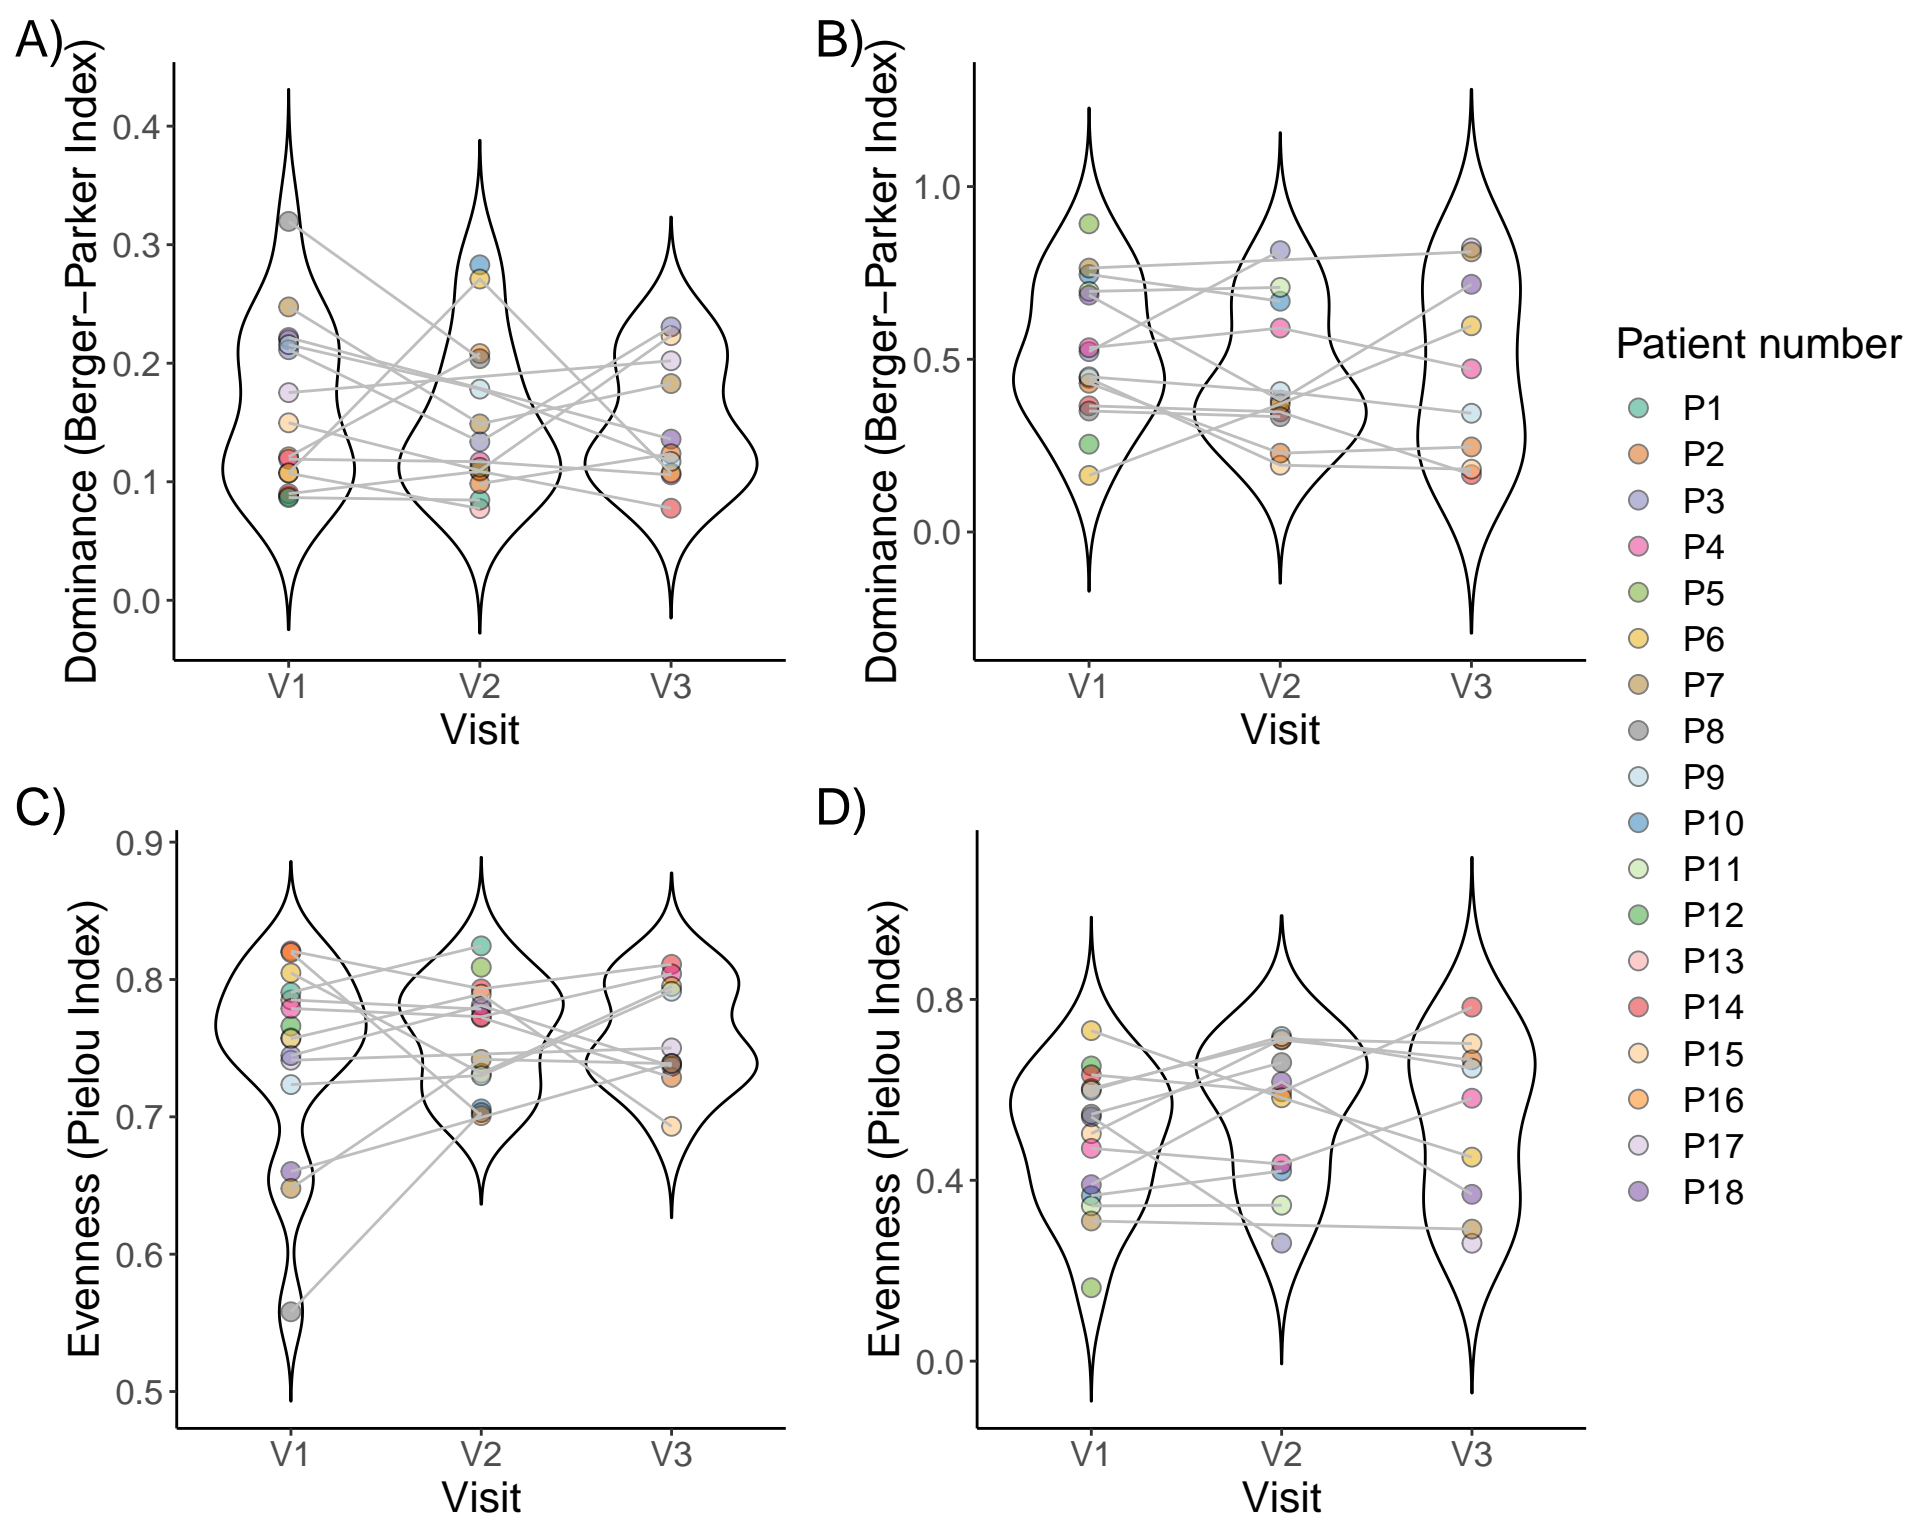 A)
Dominance (Berger−Parker Index)
0.4
0.3
0.2
0.1
0.0
V1 V2 V3
Visit
B)
Dominance (Berger−Parker Index)
1.0
0.5
0.0
V1 V2 V3
Visit
C)
Evenness (Pielou Index)
0.9
0.8
0.7
0.6
0.5
V1 V2 V3
Visit
D)
Evenness (Pielou Index)
0.8
0.4
0.0
V1 V2 V3
Visit
Patient number
P1
P2
P3
P4
P5
P6
P7
P8
P9
P10
P11
P12
P13
P14
P15
P16
P17
P18